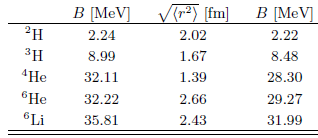 B [MeV] √⟨r²⟩ [fm] B [MeV]
²H 2.24 2.02 2.22
³H 8.99 1.67 8.48
⁴He 32.11 1.39 28.30
⁶He 32.22 2.66 29.27
⁶Li 35.81 2.43 31.99